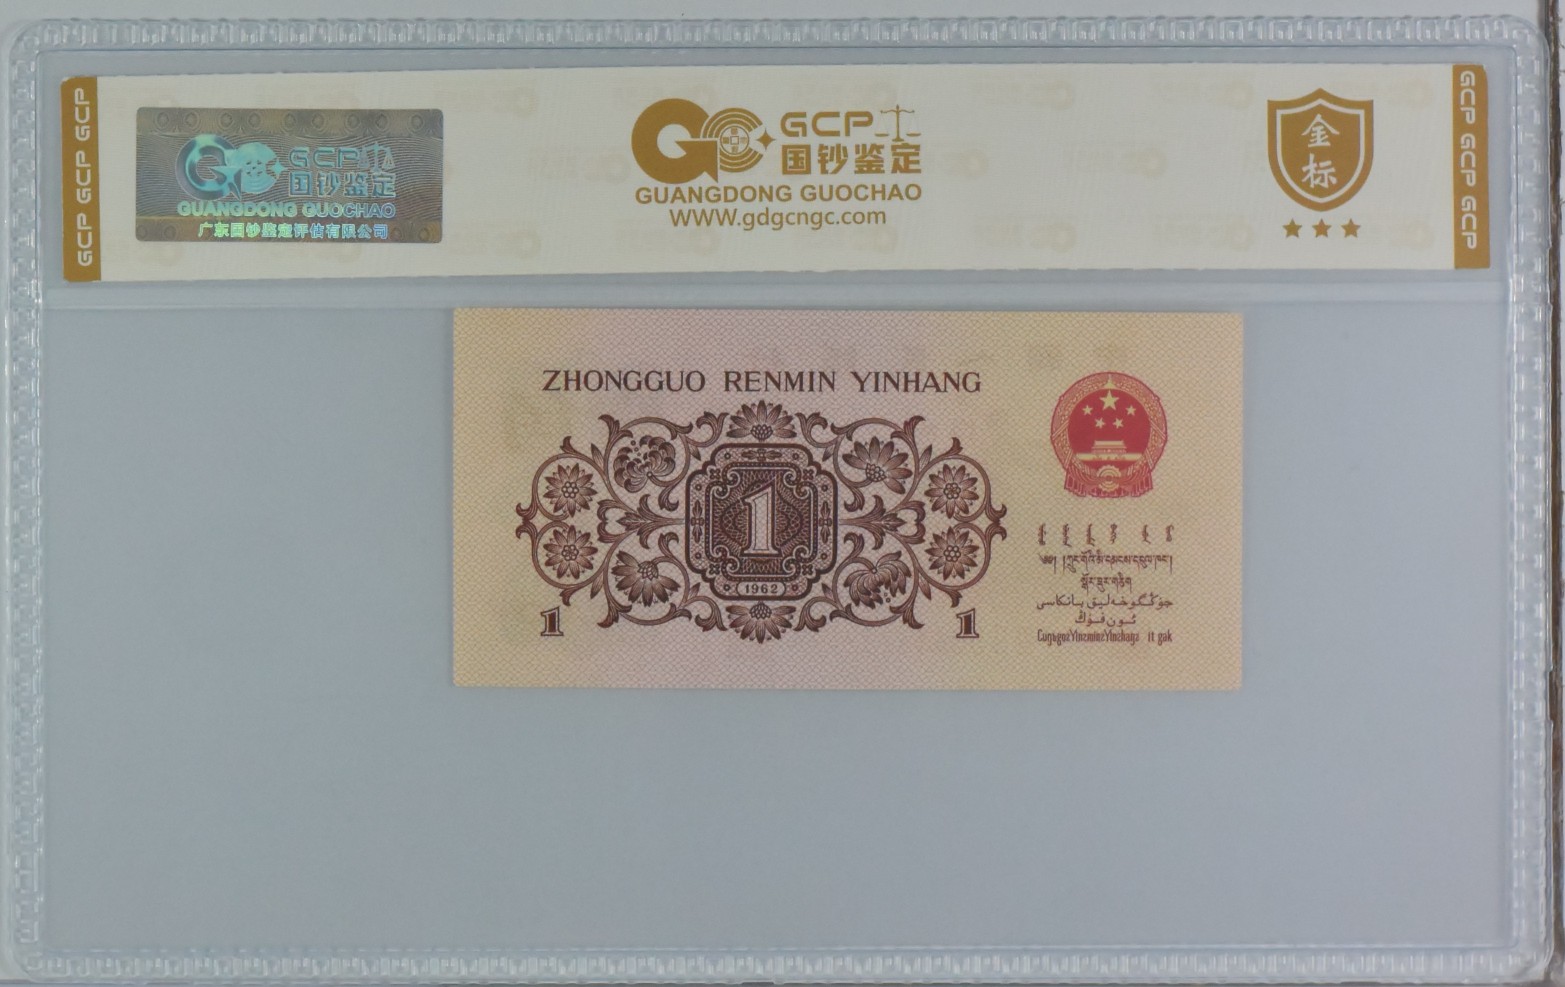 GCP GCP GCP
GCP 国钞鉴定
GUANGDONG GUOCHAO
广东国钞鉴定评估有限公司
GCP
国钞鉴定
GUANGDONG GUOCHAO
WWW.gdgcngc.com
金标
GCP GCP GCP
ZHONGGUO RENMIN YINHANG
1
1962
1
1
جۇڭگو خەلىق بانكاسى